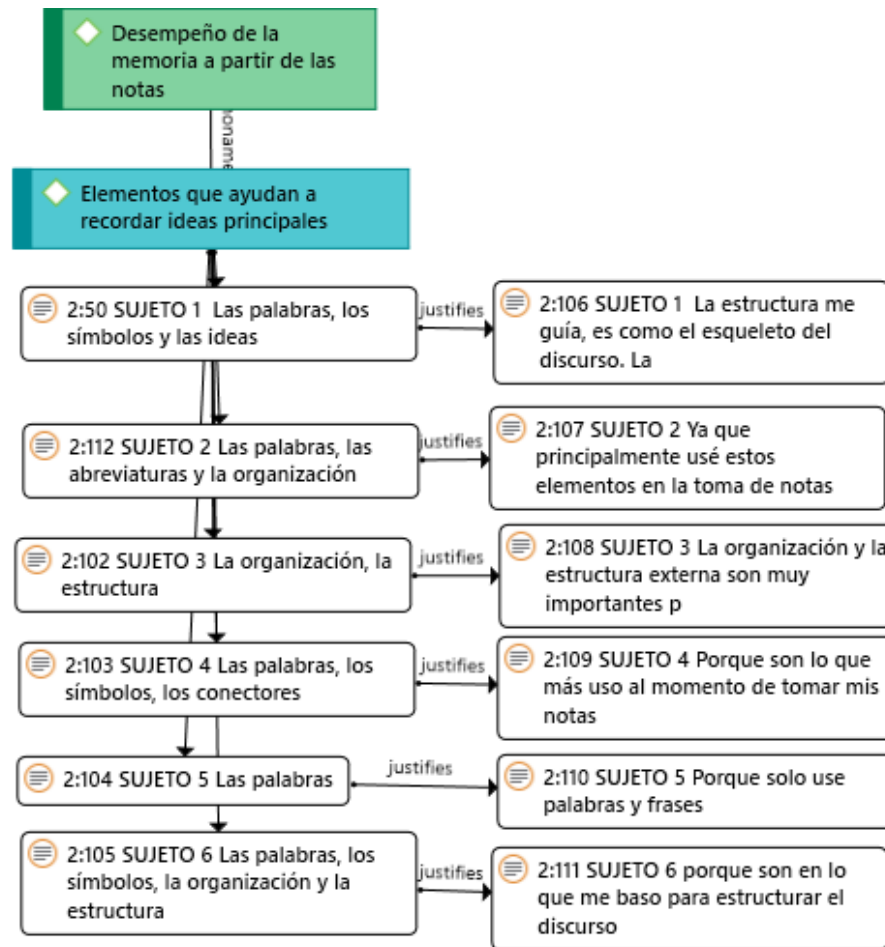 Desempeño de la
memoria a partir de las
notas
Elementos que ayudan a
recordar ideas principales
2:50 SUJETO 1 Las palabras, los
símbolos y las ideas
justifies
2:106 SUJETO 1 La estructura me
guía, es como el esqueleto del
discurso. La
2:112 SUJETO 2 Las palabras, las
abreviaturas y la organización
justifies
2:107 SUJETO 2 Ya que
principalmente usé estos
elementos en la toma de notas
2:102 SUJETO 3 La organización, la
estructura
justifies
2:108 SUJETO 3 La organización y la
estructura externa son muy
importantes p
2:103 SUJETO 4 Las palabras, los
símbolos, los conectores
justifies
2:109 SUJETO 4 Porque son lo que
más uso al momento de tomar mis
notas
2:104 SUJETO 5 Las palabras
justifies
2:110 SUJETO 5 Porque solo use
palabras y frases
2:105 SUJETO 6 Las palabras, los
símbolos, la organización y la
estructura
justifies
2:111 SUJETO 6 porque son en lo
que me baso para estructurar el
discurso